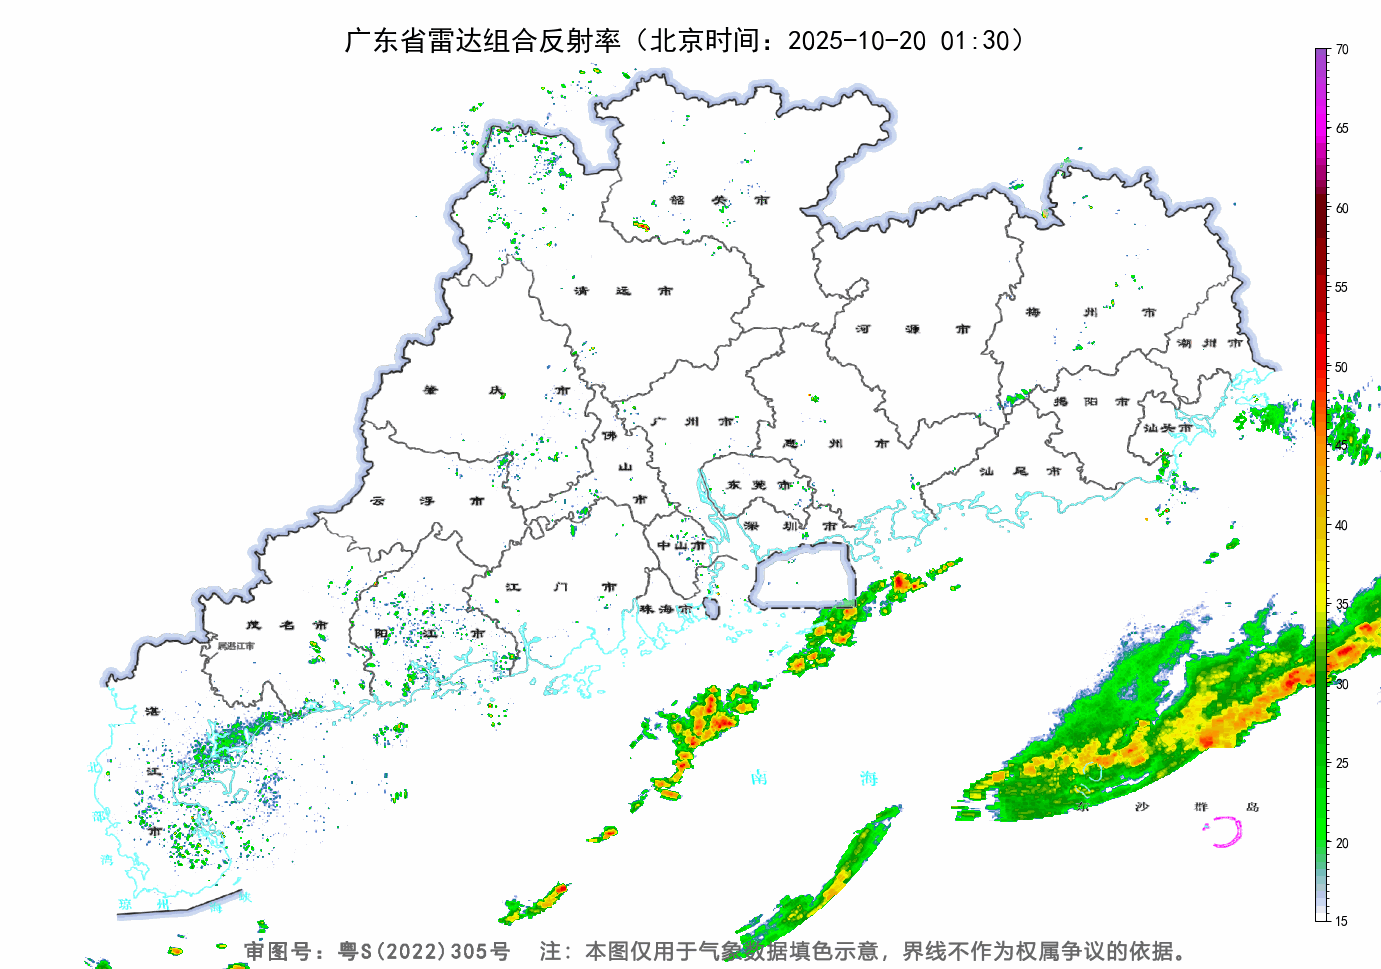 广东省雷达组合反射率（北京时间：2025-10-20 01:30）
70
65
60
55
50
45
40
35
30
25
20
15
韶关市
清远市
河源市
梅州市
潮州市
肇庆市
广州市
佛山市
惠州市
揭阳市
汕头市
汕尾市
云浮市
东莞市
深圳市
中山市
江门市
珠海市
茂名市
属湛江市
阳江市
湛江市
南海
东沙群岛
北部湾
琼州海峡
审图号：粤S(2022)305号 注：本图仅用于气象数据填色示意，界线不作为权属争议的依据。